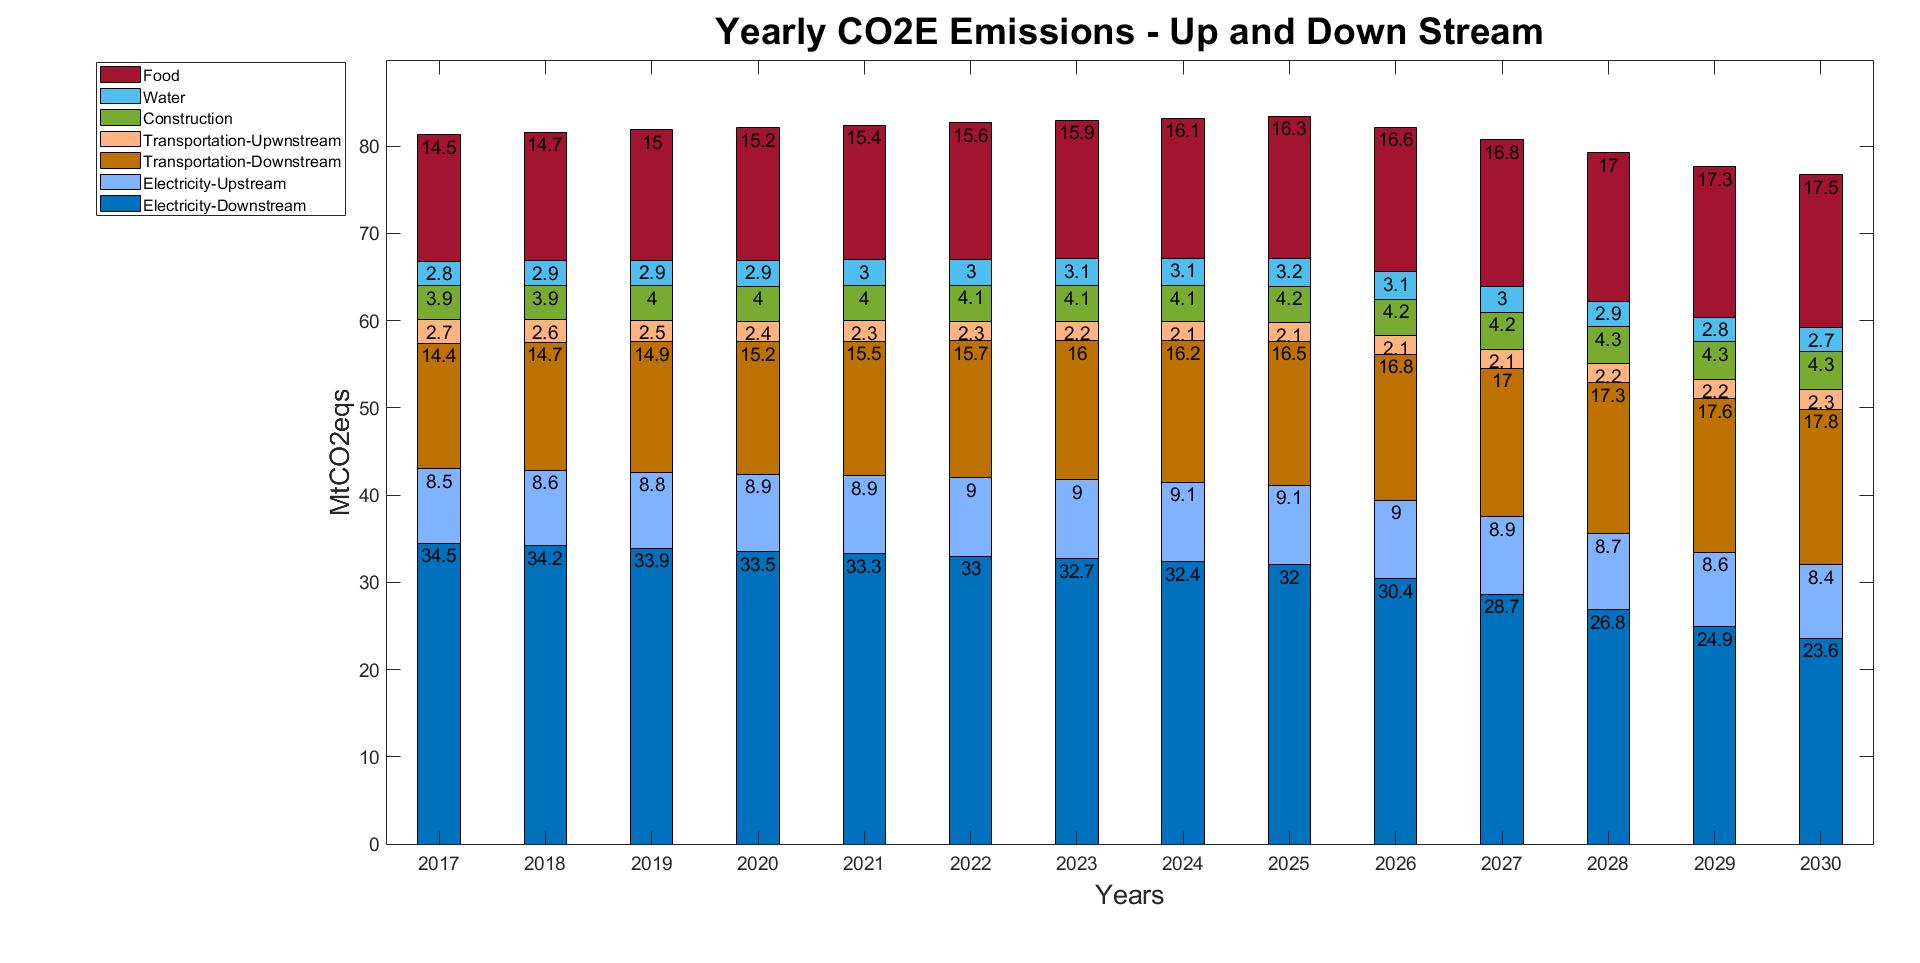 Yearly CO2E Emissions - Up and Down Stream
Food
Water
Construction
Transportation-Upwnstream
Transportation-Downstream
Electricity-Upstream
Electricity-Downstream
MtCO2eqs
80
70
60
50
40
30
20
10
0
14.5 14.7 15 15.2 15.4 15.6 15.9 16.1 16.3 16.6 16.8 17 17.3 17.5
2.8 2.9 2.9 2.9 3 3 3.1 3.1 3.2 3.1 3 2.9 2.8 2.7
3.9 3.9 4 4 4 4.1 4.1 4.1 4.2 4.2 4.2 4.3 4.3 4.3
2.7 2.6 2.5 2.4 2.3 2.3 2.2 2.1 2.1 2.1 2.1 2.2 2.2 2.3
14.4 14.7 14.9 15.2 15.5 15.7 16 16.2 16.5 16.8 17 17.3 17.6 17.8
8.5 8.6 8.8 8.9 8.9 9 9 9.1 9.1 9 8.9 8.7 8.6 8.4
34.5 34.2 33.9 33.5 33.3 33 32.7 32.4 32 30.4 28.7 26.8 24.9 23.6
2017 2018 2019 2020 2021 2022 2023 2024 2025 2026 2027 2028 2029 2030
Years